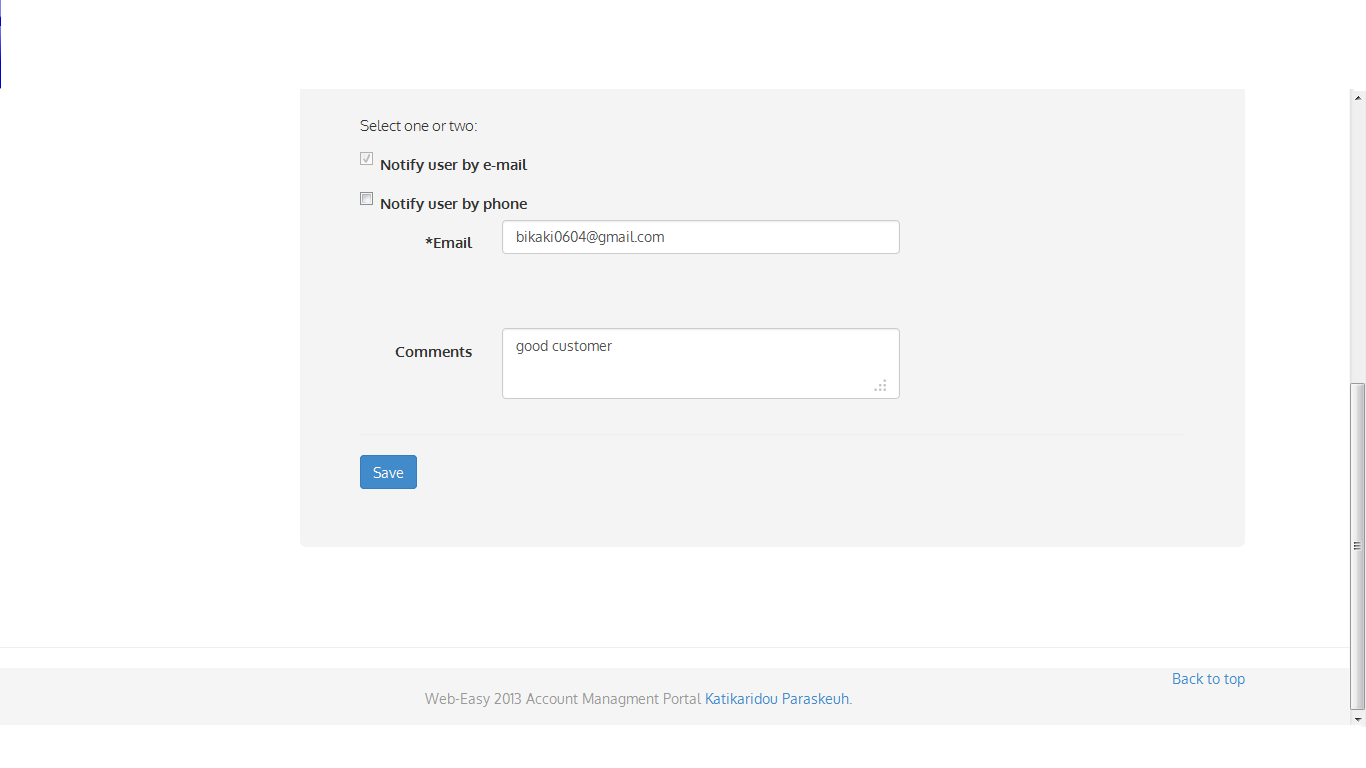 Select one or two:
Notify user by e-mail
Notify user by phone
*Email
bikaki0604@gmail.com
Comments
good customer
Save
Back to top
Web-Easy 2013 Account Managment Portal Katikaridou Paraskeuh.